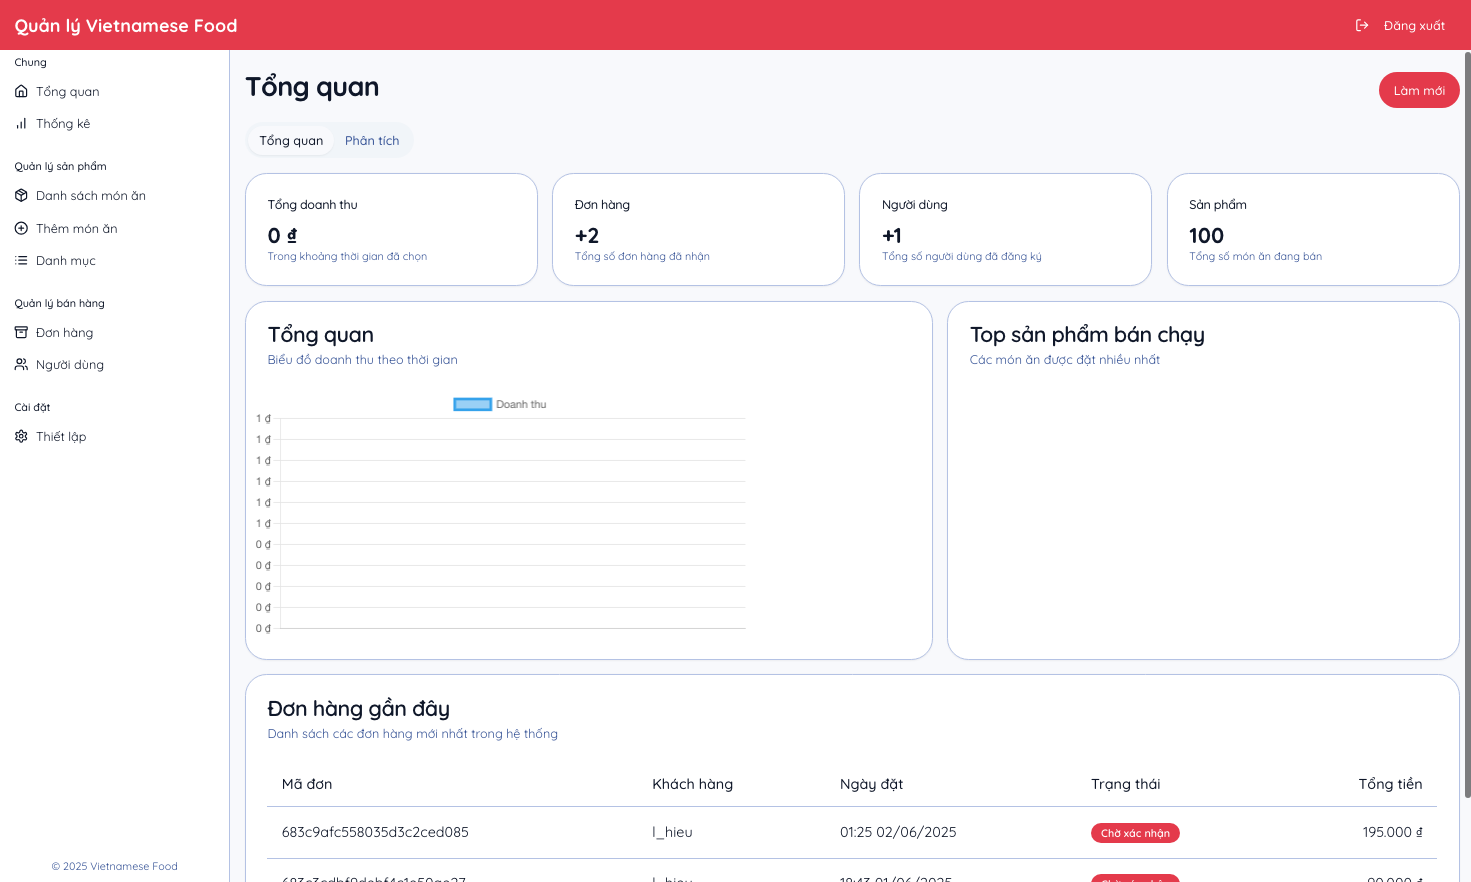 Quản lý Vietnamese Food
Đăng xuất
Chung
Tổng quan
Thống kê
Quản lý sản phẩm
Danh sách món ăn
Thêm món ăn
Danh mục
Quản lý bán hàng
Đơn hàng
Người dùng
Cài đặt
Thiết lập
© 2025 Vietnamese Food
Tổng quan
Làm mới
Tổng quan Phân tích
Tổng doanh thu
0 ₫
Trong khoảng thời gian đã chọn
Đơn hàng
+2
Tổng số đơn hàng đã nhận
Người dùng
+1
Tổng số người dùng đã đăng ký
Sản phẩm
100
Tổng số món ăn đang bán
Tổng quan
Biểu đồ doanh thu theo thời gian
Doanh thu
1 ₫
1 ₫
1 ₫
1 ₫
1 ₫
1 ₫
0 ₫
0 ₫
0 ₫
0 ₫
0 ₫
Top sản phẩm bán chạy
Các món ăn được đặt nhiều nhất
Đơn hàng gần đây
Danh sách các đơn hàng mới nhất trong hệ thống
Mã đơn Khách hàng Ngày đặt Trạng thái Tổng tiền
683c9afc558035d3c2ced085 l_hieu 01:25 02/06/2025 Chờ xác nhận 195.000 ₫
l_hieu 18:43 01/06/2025